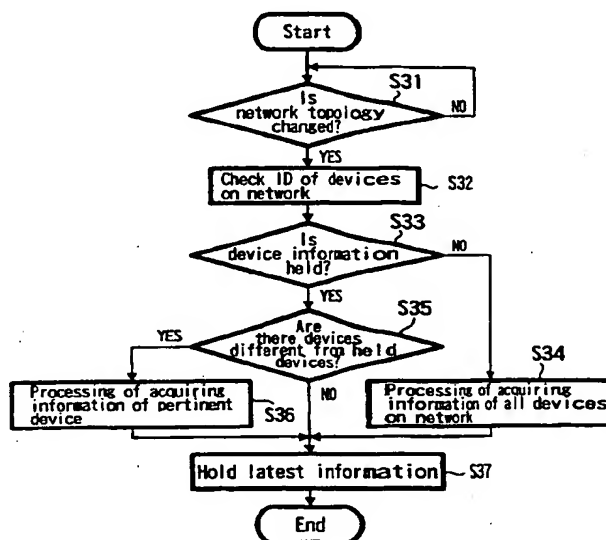 Start
S31
Is
network topology
changed?
NO
YES
Check ID of devices
on network
S32
S33
Is
device information
held?
NO
YES
S35
Are
there devices
different from held
devices?
YES
NO
S34
Processing of acquiring
information of pertinent
device
S36
Processing of acquiring
information of all devices
on network
Hold latest information
S37
End